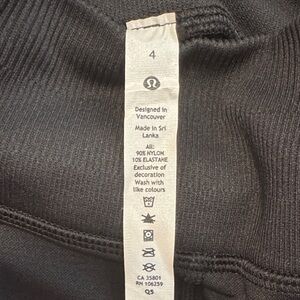 4
Designed in
Vancouver
Made in Sri
Lanka
All:
90% NYLON
10% ELASTANE
Exclusive of
decoration
Wash with
like colours
CA 35801
RN 106259
QS